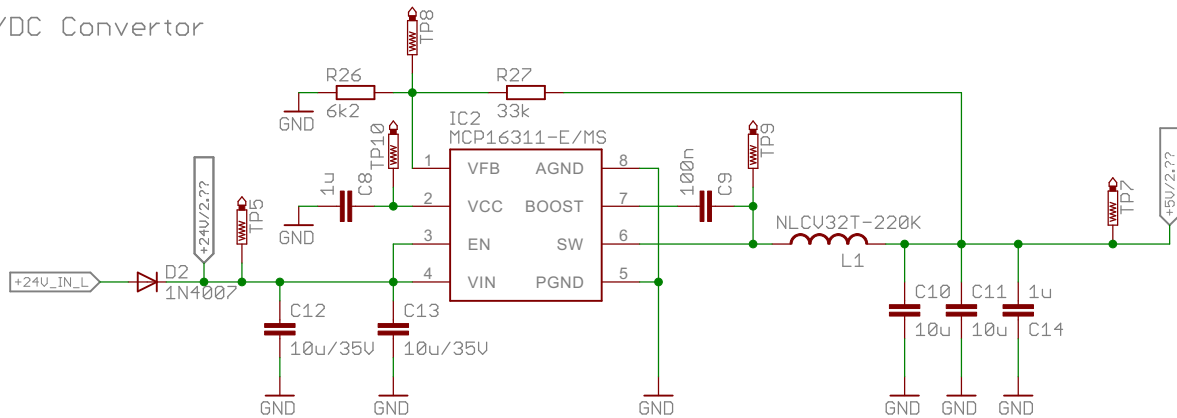 /DC Convertor
TP8
R26
6k2
GND
R27
33k
IC2
MCP16311-E/MS
TP10
TP9
1u
C8
GND
100n
C9
1 VFB AGND 8
2 VCC BOOST 7
3 EN SW 6
4 VIN PGND 5
+24V/2.??
TP5
NLCV32T-220K
L1
TP7
+5V/2.??
+24V_IN_L
D2
1N4007
C12
10u/35V
C13
10u/35V
C10
10u
C11
10u
1u
C14
GND
GND
GND
GND
GND
GND